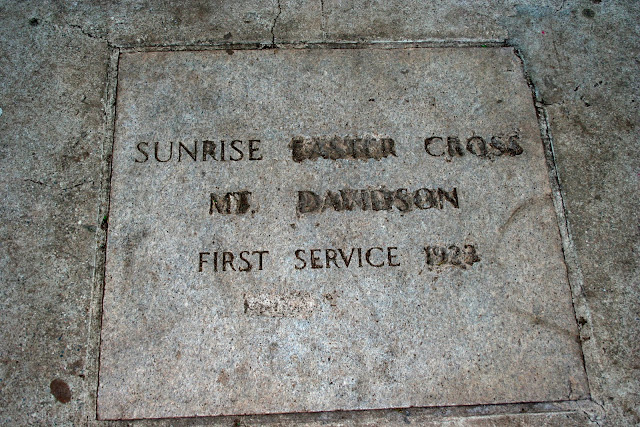 SUNRISE EASTER CROSS
MT. DAVIDSON
FIRST SERVICE 1923